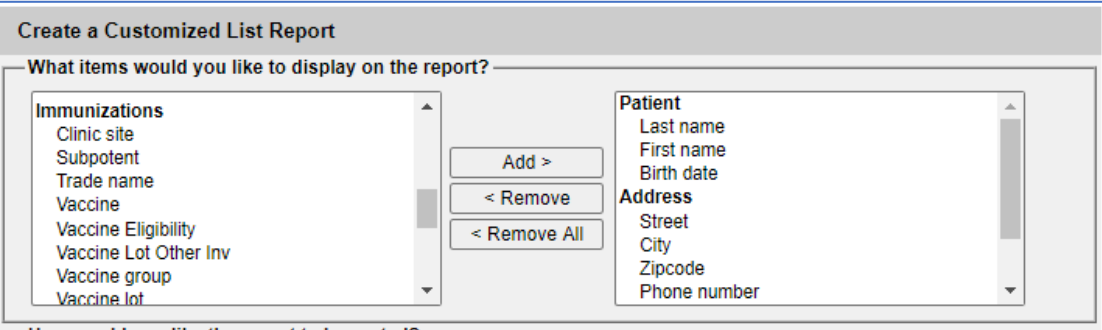 Create a Customized List Report
What items would you like to display on the report?
Immunizations
Clinic site
Subpotent
Trade name
Vaccine
Vaccine Eligibility
Vaccine Lot Other Inv
Vaccine group
Vaccine lot
Add >
< Remove
< Remove All
Patient
Last name
First name
Birth date
Address
Street
City
Zipcode
Phone number